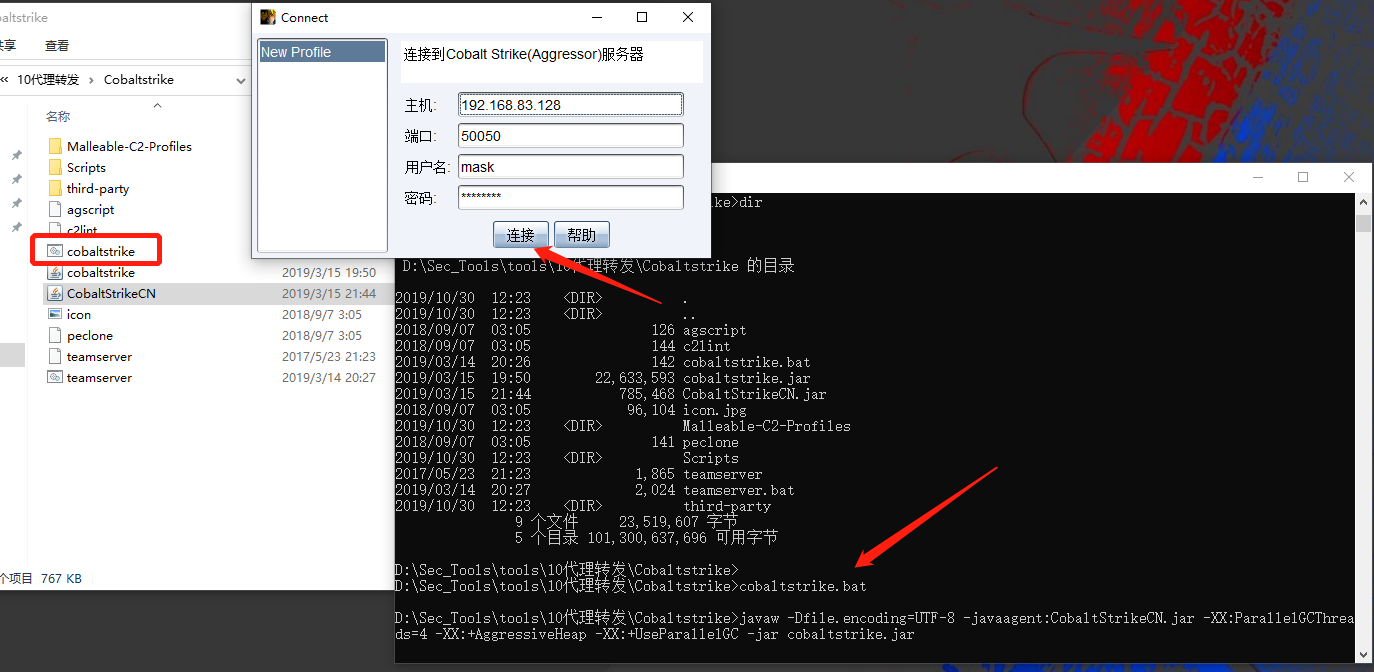 baltstrike
共享
查看
« 10代理转发 › Cobaltstrike
名称
Malleable-C2-Profiles
Scripts
third-party
agscript
c2lint
cobaltstrike
cobaltstrike 2019/3/15 19:50
CobaltStrikeCN 2019/3/15 21:44
icon 2018/9/7 3:05
peclone 2018/9/7 3:05
teamserver 2017/5/23 21:23
teamserver 2019/3/14 20:27
个项目 767 KB
Connect
New Profile
连接到Cobalt Strike(Aggressor)服务器
主机: 192.168.83.128
端口: 50050
用户名: mask
密码: ********
连接 帮助
ike>dir
D:\Sec_Tools\tools\10代理转发\Cobaltstrike 的目录
2019/10/30 12:23 <DIR> .
2019/10/30 12:23 <DIR> ..
2018/09/07 03:05 126 agscript
2018/09/07 03:05 144 c2lint
2019/03/14 20:26 142 cobaltstrike.bat
2019/03/15 19:50 22,633,593 cobaltstrike.jar
2019/03/15 21:44 785,468 CobaltStrikeCN.jar
2018/09/07 03:05 96,104 icon.jpg
2019/10/30 12:23 <DIR> Malleable-C2-Profiles
2018/09/07 03:05 141 peclone
2019/10/30 12:23 <DIR> Scripts
2017/05/23 21:23 1,865 teamserver
2019/03/14 20:27 2,024 teamserver.bat
2019/10/30 12:23 <DIR> third-party
9 个文件 23,519,607 字节
5 个目录 101,300,637,696 可用字节
D:\Sec_Tools\tools\10代理转发\Cobaltstrike>
D:\Sec_Tools\tools\10代理转发\Cobaltstrike>cobaltstrike.bat
D:\Sec_Tools\tools\10代理转发\Cobaltstrike>javaw -Dfile.encoding=UTF-8 -javaagent:CobaltStrikeCN.jar -XX:ParallelGCThrea
ds=4 -XX:+AggressiveHeap -XX:+UseParallelGC -jar cobaltstrike.jar